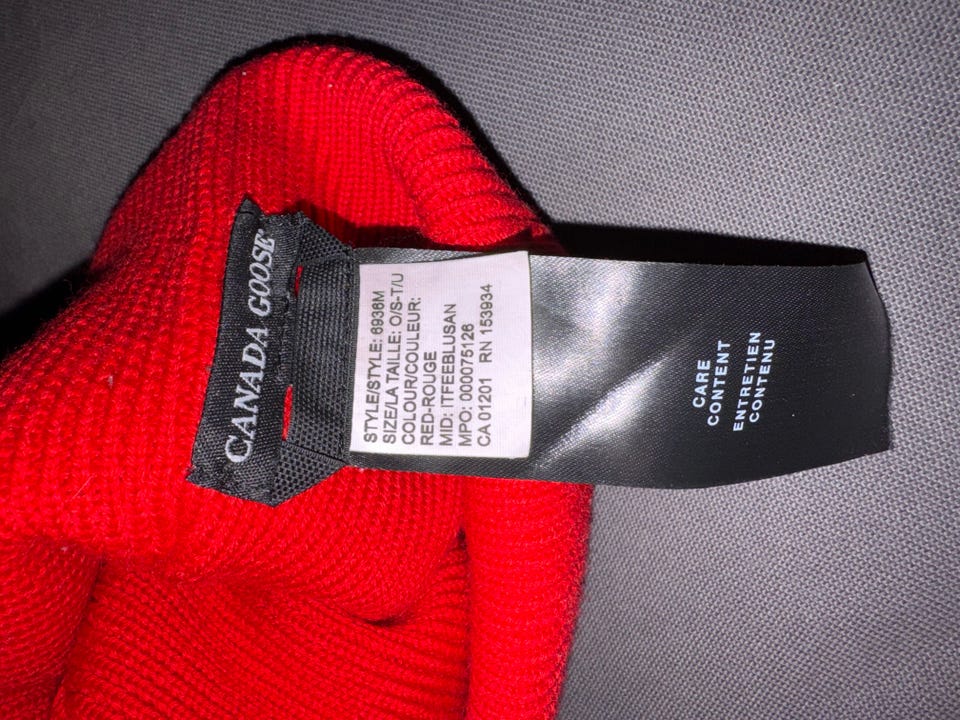 CANADA GOOSE
STYLE/STYLE: 6936M
SIZE/LA TAILLE: O/S-T/U
COLOUR/COULEUR:
RED-ROUGE
MID: ITFEEBLUSAN
MPO: 000075126
CA 01201 RN 153934
CARE
CONTENT
ENTRETIEN
CONTENU